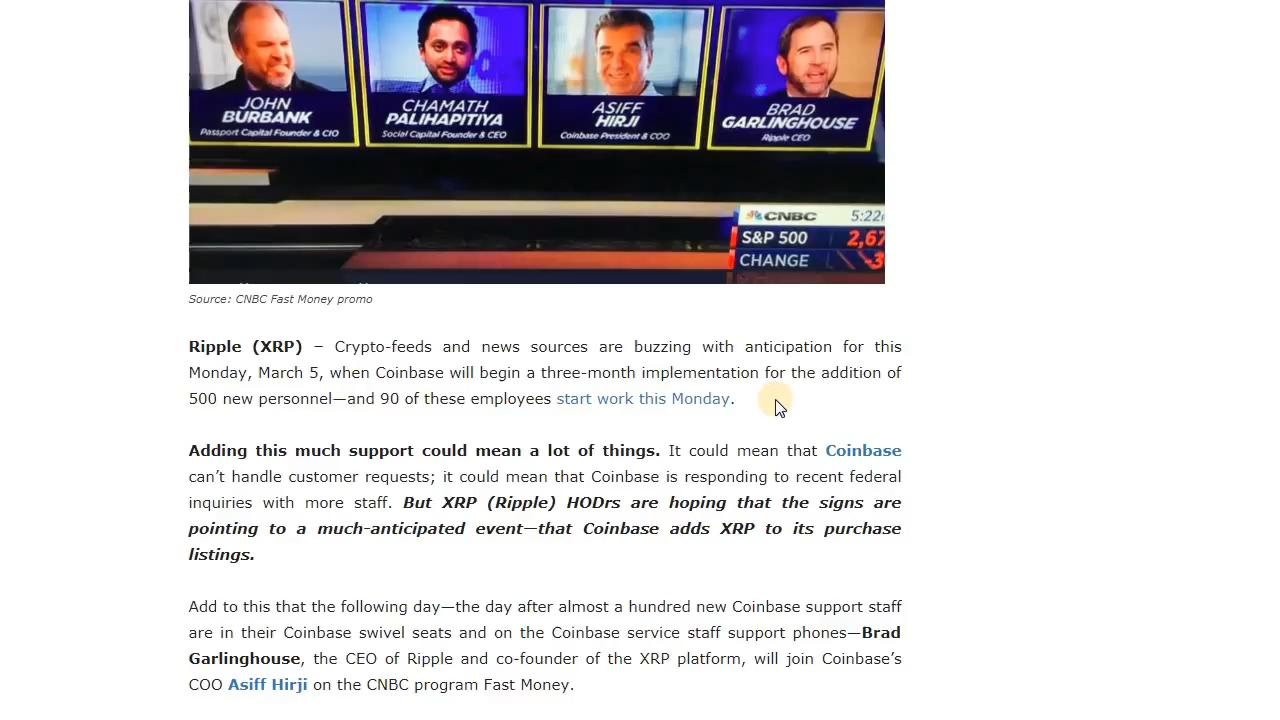 JOHN
BURBANK
Passport Capital Founder & CIO
CHAMATH
PALIHAPITIYA
Social Capital Founder & CEO
ASIFF
HIRJI
Coinbase President & COO
BRAD
GARLINGHOUSE
Ripple CEO
CNBC 5:22
S&P 500 2,67
CHANGE -3
Source: CNBC Fast Money promo
Ripple (XRP) – Crypto-feeds and news sources are buzzing with anticipation for this
Monday, March 5, when Coinbase will begin a three-month implementation for the addition of
500 new personnel—and 90 of these employees start work this Monday.
Adding this much support could mean a lot of things. It could mean that Coinbase
can’t handle customer requests; it could mean that Coinbase is responding to recent federal
inquiries with more staff. But XRP (Ripple) HODrs are hoping that the signs are
pointing to a much-anticipated event—that Coinbase adds XRP to its purchase
listings.
Add to this that the following day—the day after almost a hundred new Coinbase support staff
are in their Coinbase swivel seats and on the Coinbase service staff support phones—Brad
Garlinghouse, the CEO of Ripple and co-founder of the XRP platform, will join Coinbase’s
COO Asiff Hirji on the CNBC program Fast Money.